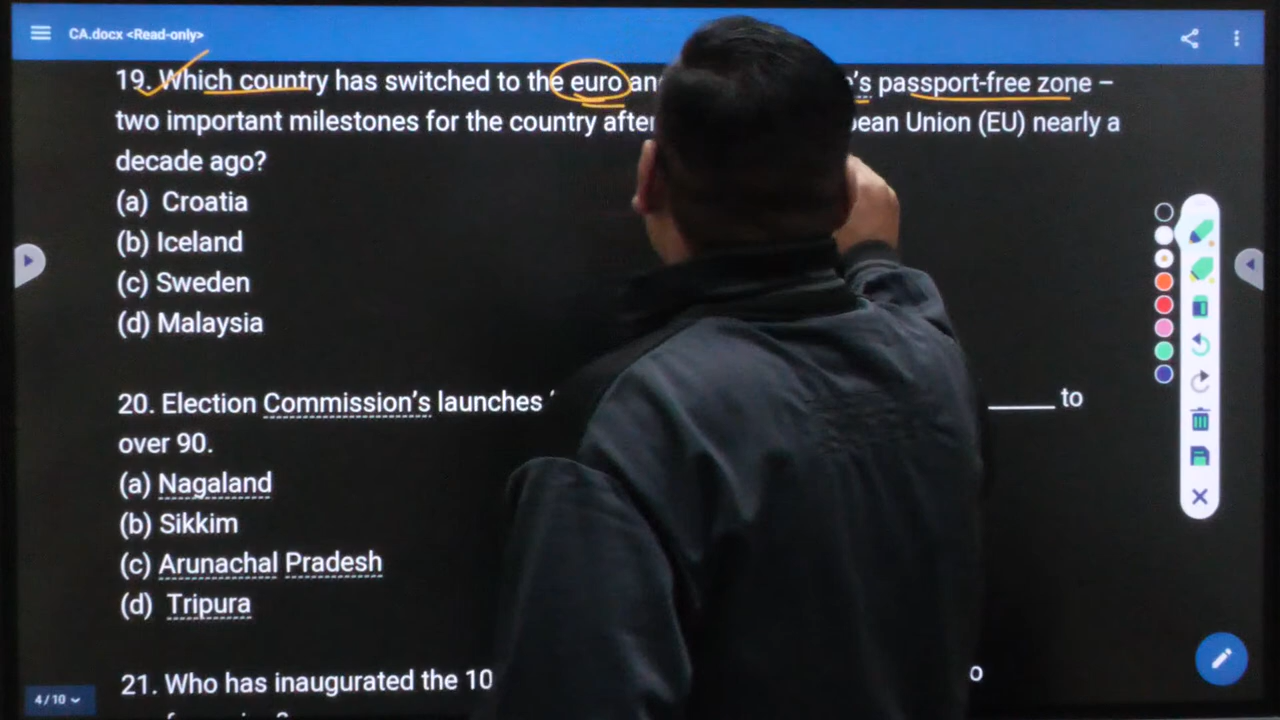 CA.docx <Read-only>
19. Which country has switched to the euro and 's passport-free zone –
two important milestones for the country after Union (EU) nearly a
decade ago?
(a) Croatia
(b) Iceland
(c) Sweden
(d) Malaysia
20. Election Commission's launches ' _____ to
over 90.
(a) Nagaland
(b) Sikkim
(c) Arunachal Pradesh
(d) Tripura
21. Who has inaugurated the 10
4/10